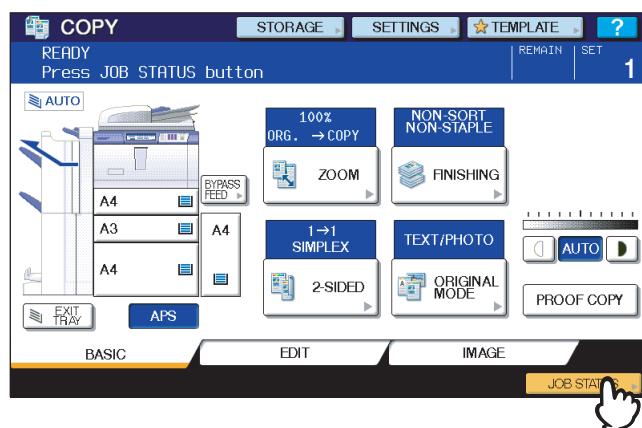 COPY
STORAGE
SETTINGS
TEMPLATE
?
READY
Press JOB STATUS button
REMAIN
SET
1
AUTO
100%
ORG. →COPY
ZOOM
NON-SORT
NON-STAPLE
FINISHING
BYPASS
FEED
A4
A3
A4
A4
1→1
SIMPLEX
2-SIDED
TEXT/PHOTO
ORIGINAL
MODE
AUTO
PROOF COPY
EXIT
TRAY
APS
BASIC
EDIT
IMAGE
JOB STATUS